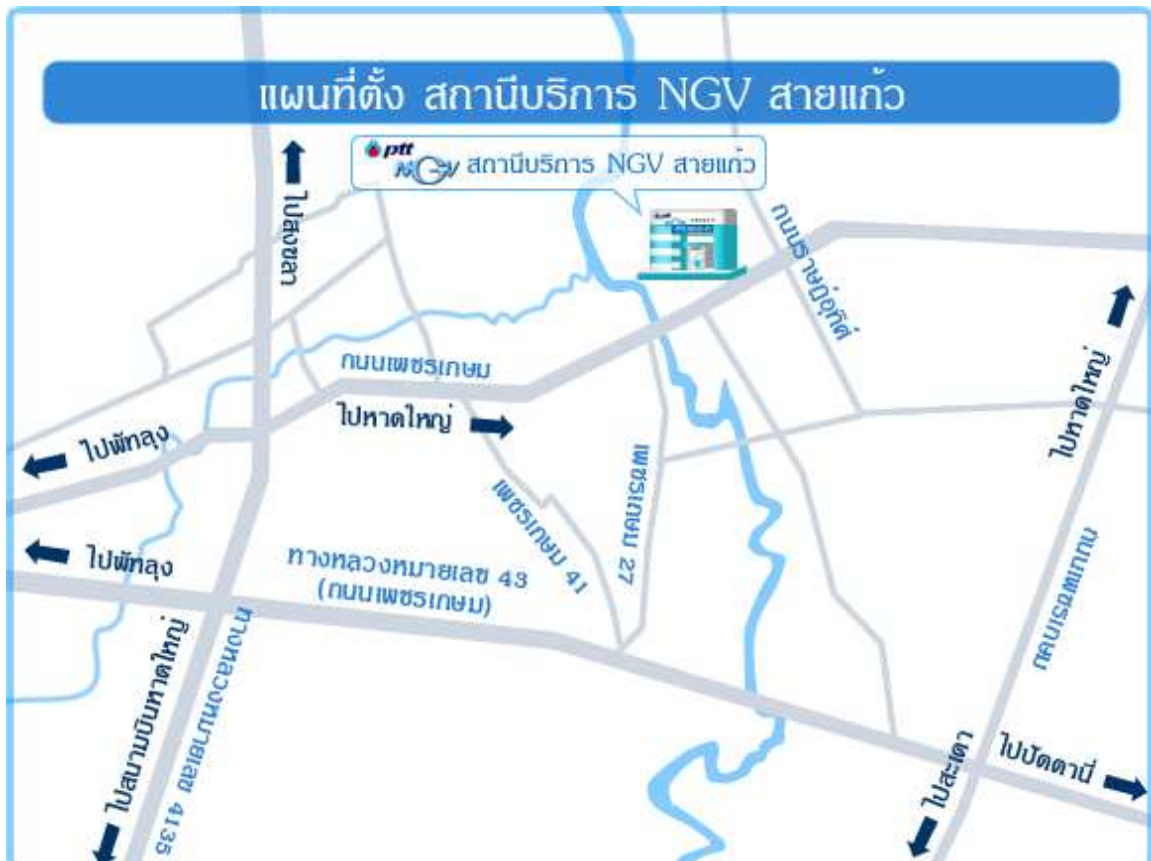 แผนที่ตั้ง สถานีบริการ NGV สายแก้ว
ptt
NGV สถานีบริการ NGV สายแก้ว
ไปสงขลา
ถนนราษฎร์อุทิศ
ถนนเพชรเกษม
ไปหาดใหญ่
ไปหาดใหญ่
ไปพัทลุง
เพชรเกษม 41
เพชรเกษม 27
ไปพัทลุง
ทางหลวงหมายเลข 43
(ถนนเพชรเกษม)
ถนนเพชรเกษม
ไปสนามบินหาดใหญ่
ทางหลวงหมายเลข 4135
ไปสะเดา
ไปปัตตานี